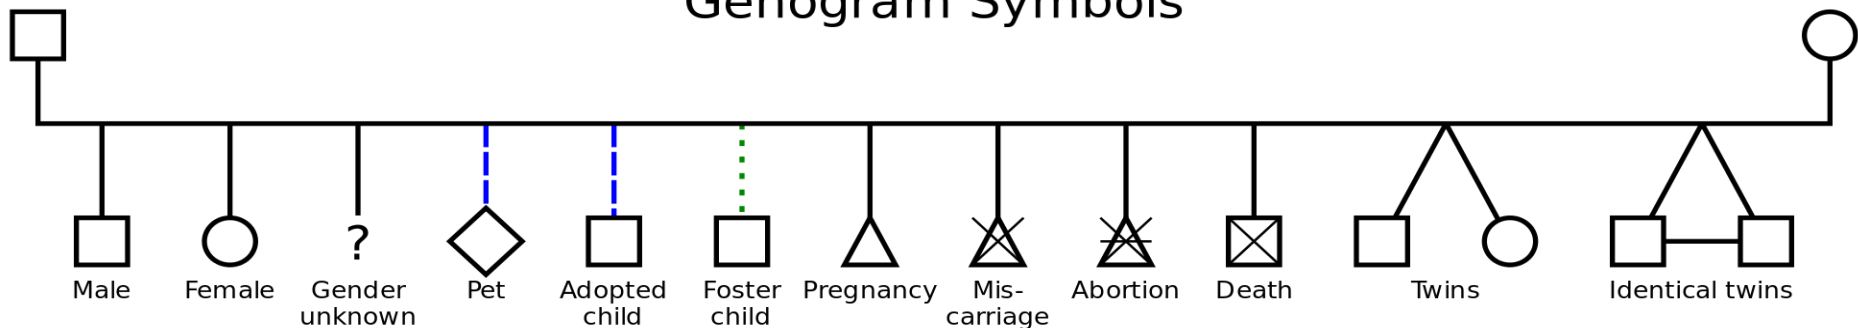 Genogram Symbols
?
Male
Female
Gender
unknown
Pet
Adopted
child
Foster
child
Pregnancy
Mis-
carriage
Abortion
Death
Twins
Identical twins